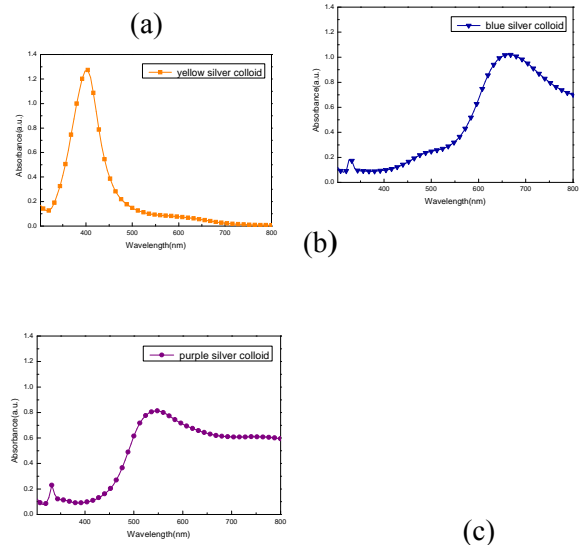 (a)
1.4
1.2
1.0
0.8
0.6
0.4
0.2
0.0
Absorbance(a.u.)
yellow silver colloid
400 500 600 700 800
Wavelength(nm)
1.4
1.2
1.0
0.8
0.6
0.4
0.2
0.0
Absorbance(a.u.)
blue silver colloid
400 500 600 700 800
Wavelength(nm)
(b)
1.4
1.2
1.0
0.8
0.6
0.4
0.2
0.0
Absorbance(a.u.)
purple silver colloid
400 500 600 700 800
Wavelength(nm)
(c)